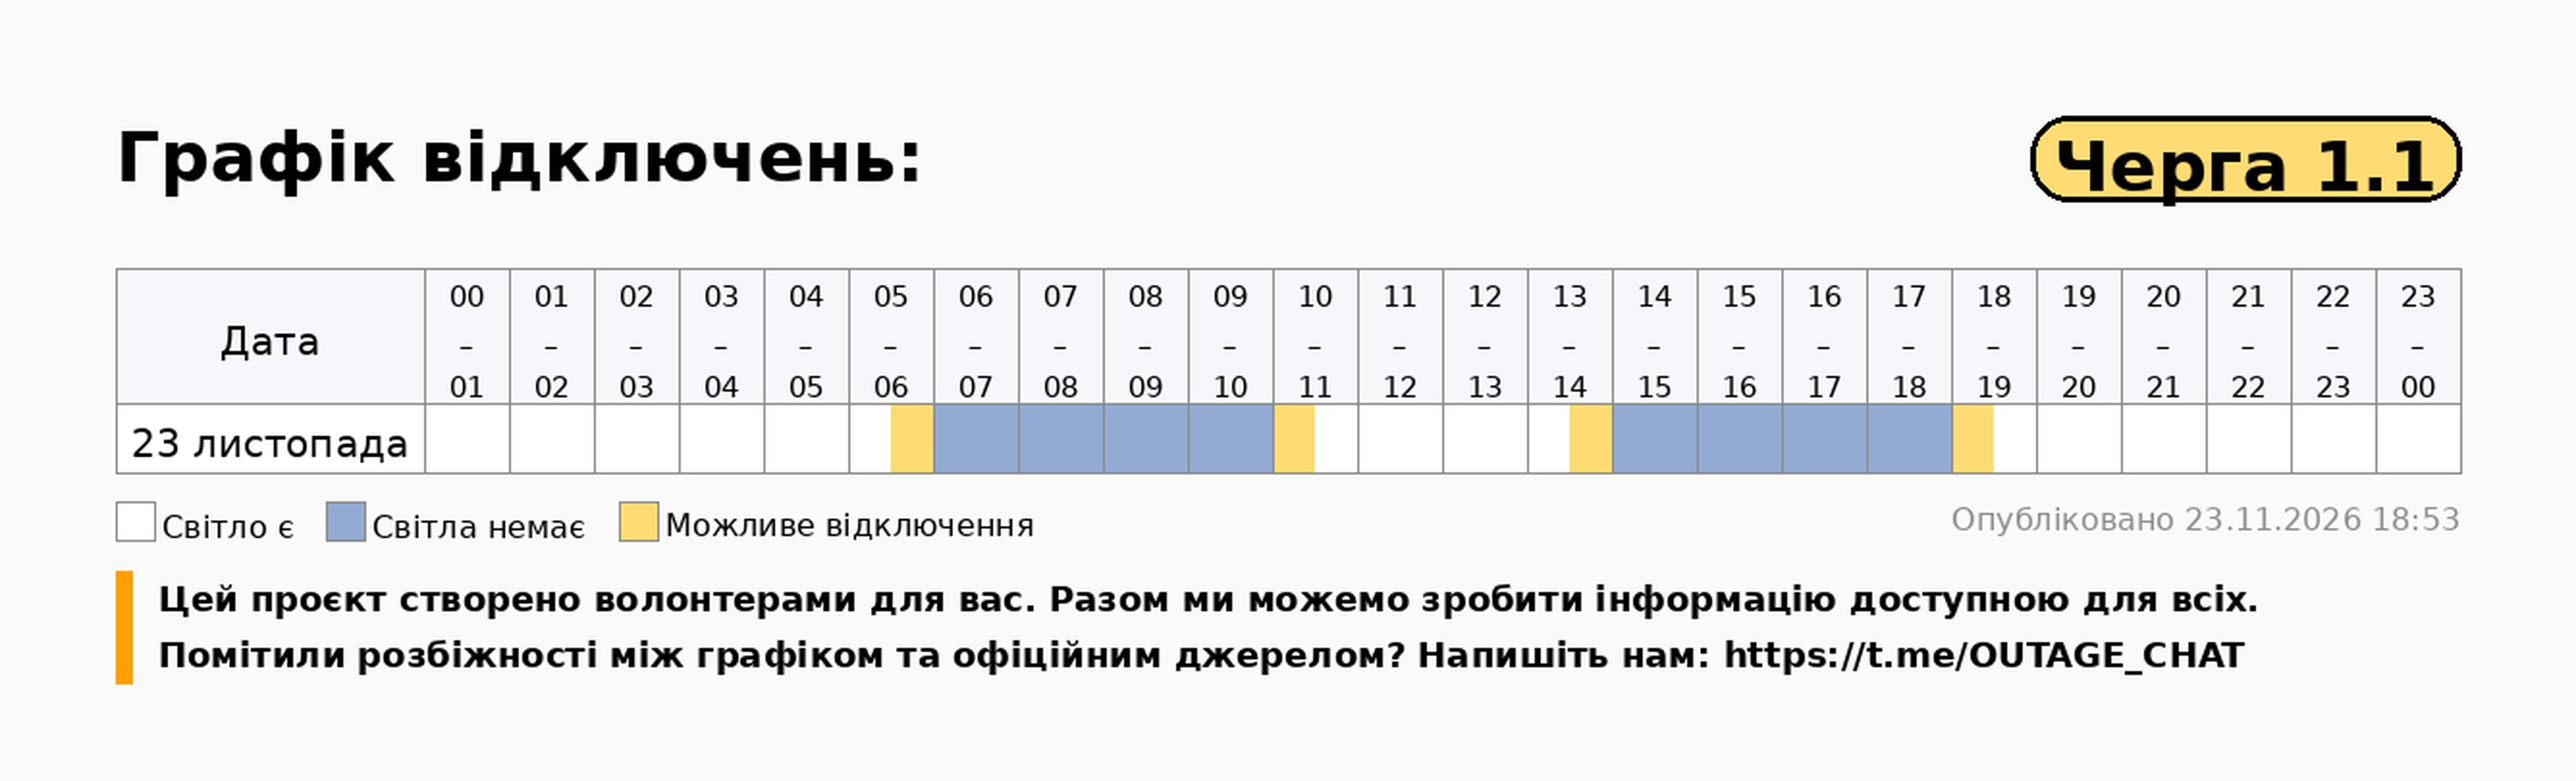 Графік відключень:
Черга 1.1
Дата
00 – 01
01 – 02
02 – 03
03 – 04
04 – 05
05 – 06
06 – 07
07 – 08
08 – 09
09 – 10
10 – 11
11 – 12
12 – 13
13 – 14
14 – 15
15 – 16
16 – 17
17 – 18
18 – 19
19 – 20
20 – 21
21 – 22
22 – 23
23 – 00
23 листопада
Світло є
Світла немає
Можливе відключення
Опубліковано 23.11.2026 18:53
Цей проєкт створено волонтерами для вас. Разом ми можемо зробити інформацію доступною для всіх.
Помітили розбіжності між графіком та офіційним джерелом? Напишіть нам: https://t.me/OUTAGE_CHAT